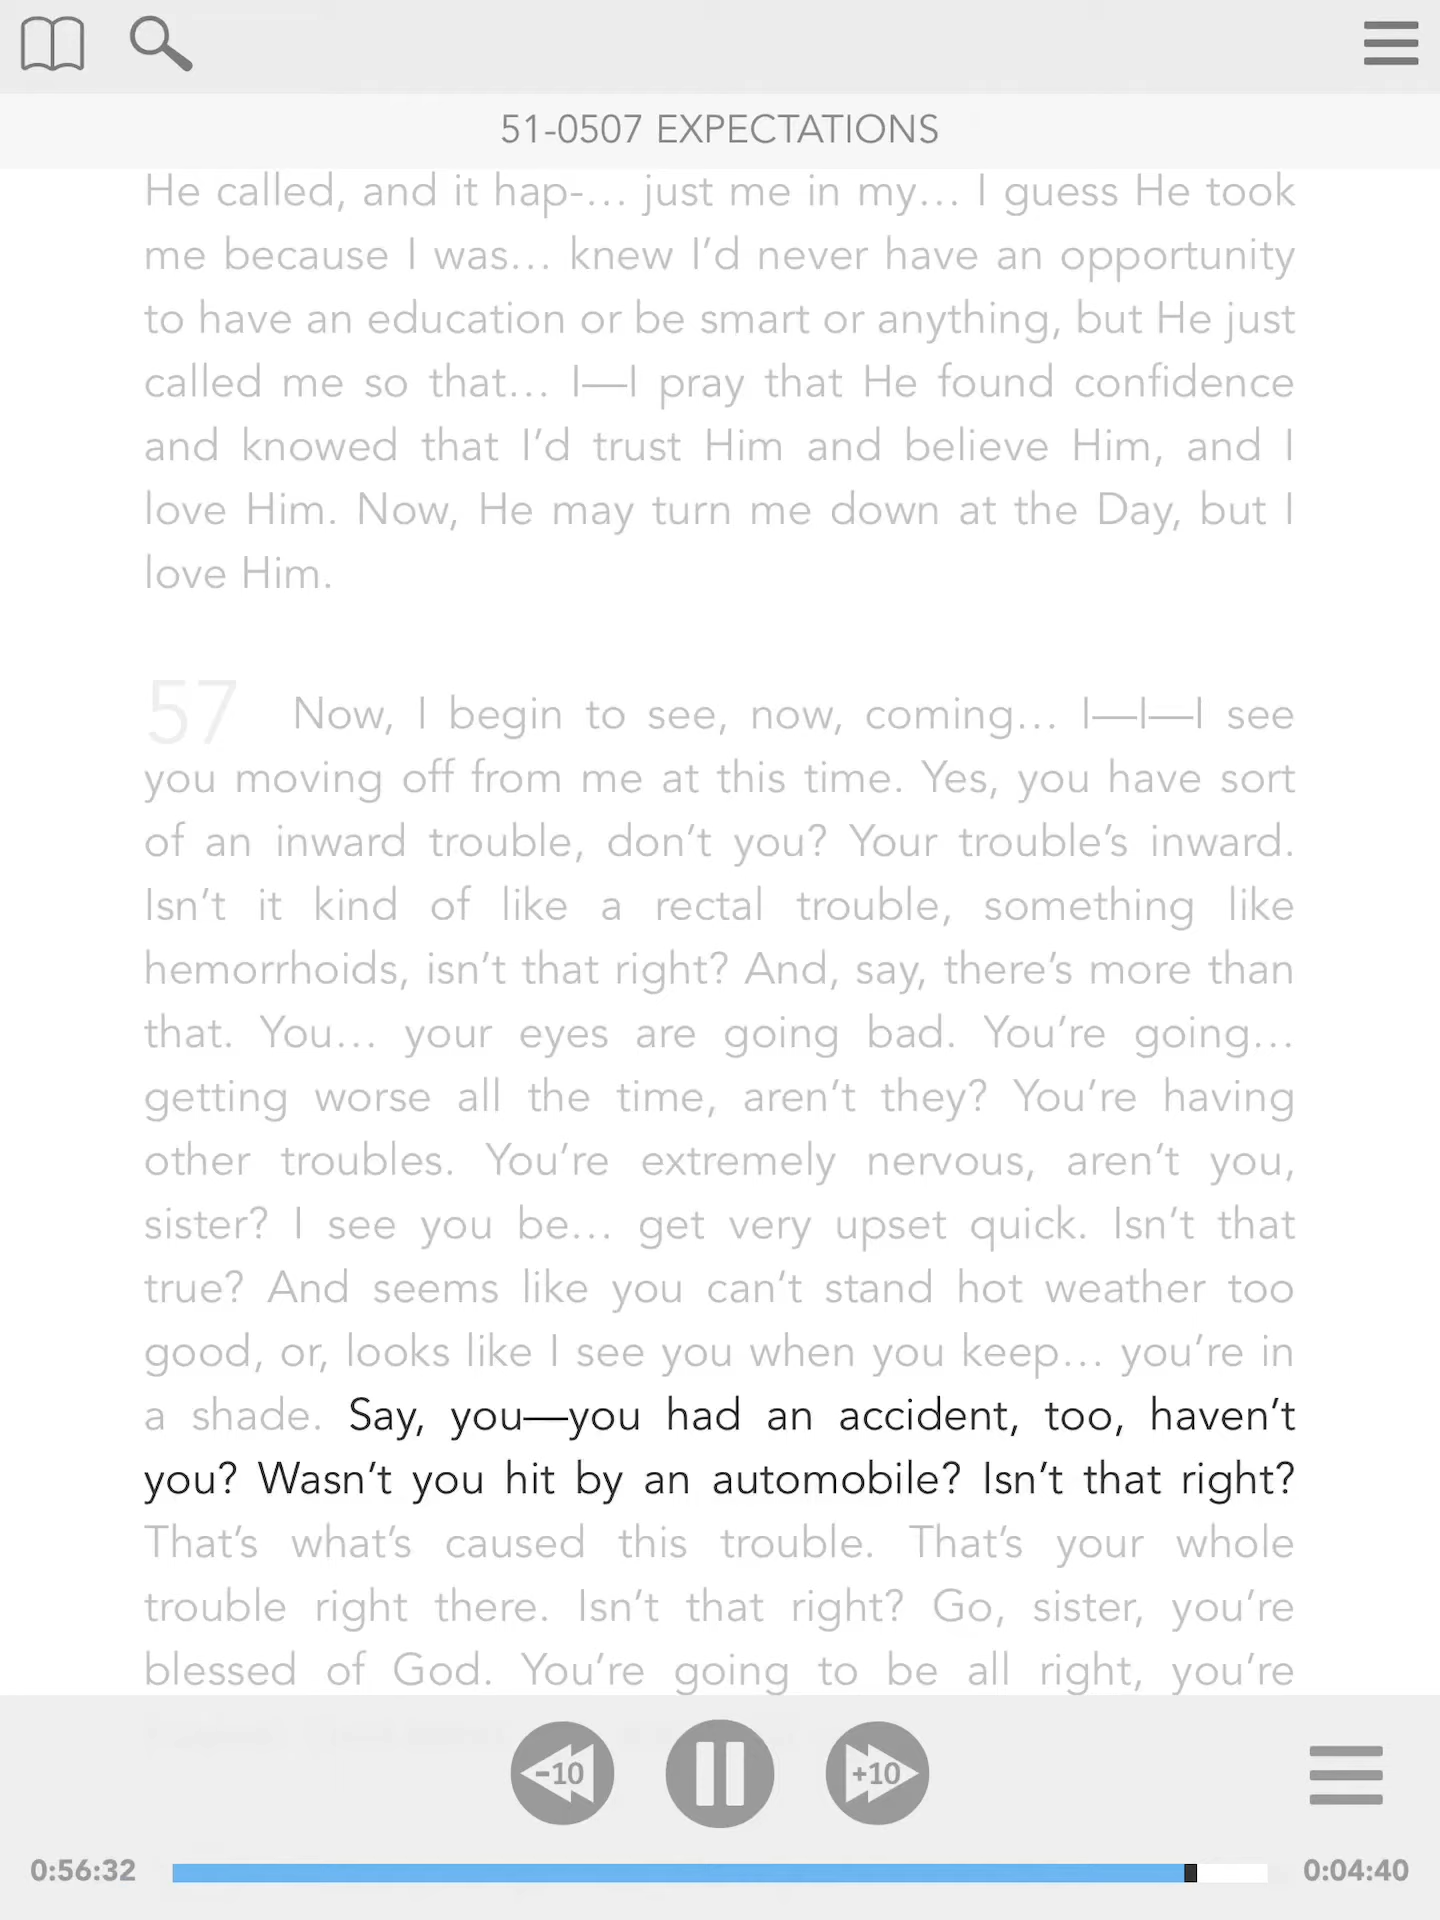 51-0507 EXPECTATIONS
He called, and it hap-… just me in my… I guess He took
me because I was… knew I’d never have an opportunity
to have an education or be smart or anything, but He just
called me so that… I—I pray that He found confidence
and knowed that I’d trust Him and believe Him, and I
love Him. Now, He may turn me down at the Day, but I
love Him.
57 Now, I begin to see, now, coming… I—I—I see
you moving off from me at this time. Yes, you have sort
of an inward trouble, don’t you? Your trouble’s inward.
Isn’t it kind of like a rectal trouble, something like
hemorrhoids, isn’t that right? And, say, there’s more than
that. You… your eyes are going bad. You’re going…
getting worse all the time, aren’t they? You’re having
other troubles. You’re extremely nervous, aren’t you,
sister? I see you be… get very upset quick. Isn’t that
true? And seems like you can’t stand hot weather too
good, or, looks like I see you when you keep… you’re in
a shade. Say, you—you had an accident, too, haven’t
you? Wasn’t you hit by an automobile? Isn’t that right?
That’s what’s caused this trouble. That’s your whole
trouble right there. Isn’t that right? Go, sister, you’re
blessed of God. You’re going to be all right, you’re
-10 +10
0:56:32 0:04:40